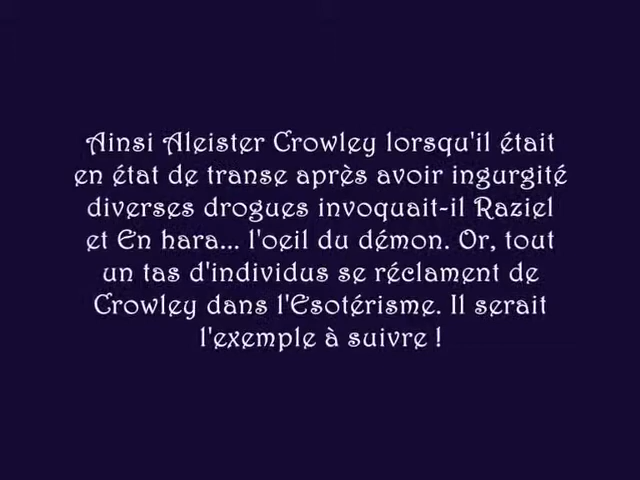 Ainsi Aleister Crowley lorsqu'il était
en état de transe après avoir ingurgité
diverses drogues invoquait-il Raziel
et En hara... l'oeil du démon. Or, tout
un tas d'individus se réclament de
Crowley dans l'Esotérisme. Il serait
l'exemple à suivre !